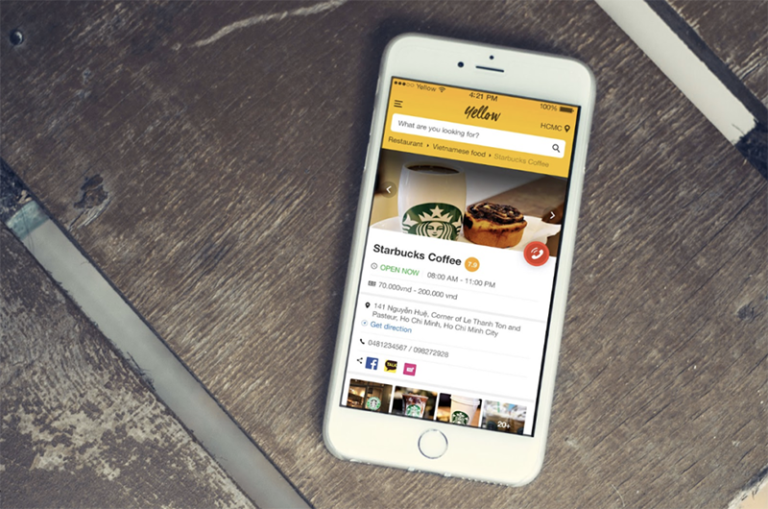 Yellow
4:21 PM
100%
Yellow
HCMC
What are you looking for?
Restaurant • Vietnamese food • Starbucks Coffee
Starbucks Coffee 7.9
OPEN NOW 08:00 AM - 11:00 PM
70.000vnd - 200.000 vnd
141 Nguyễn Huệ, Corner of Le Thanh Ton and
Pasteur, Ho Chi Minh, Ho Chi Minh City
Get direction
0481234567 / 098272928
20+